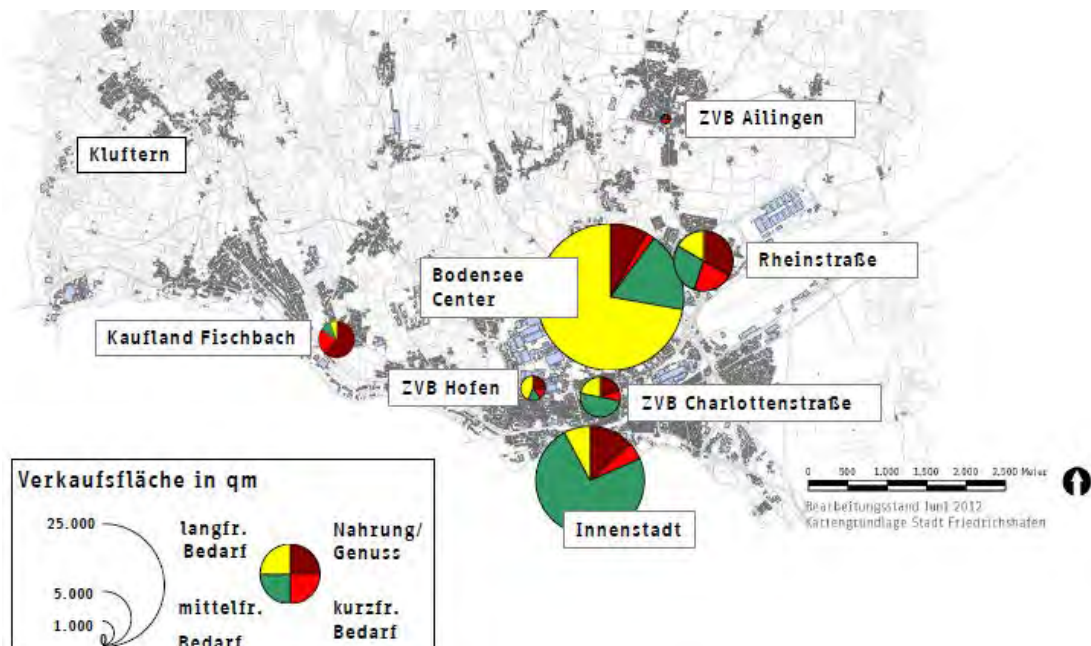 ZVB Ailingen
Kluftern
Bodensee
Center
Rheinstraße
Kaufland Fischbach
ZVB Hofen
ZVB Charlottenstraße
Innenstadt
0 500 1.000 1.500 2.000 2.500 Meter
Bearbeitungsstand Juni 2012
Kartengrundlage Stadt Friedrichshafen
Verkaufsfläche in qm
25.000
5.000
1.000
0
langfr.
Bedarf
Nahrung/
Genuss
mittelfr.
Bedarf
kurzfr.
Bedarf